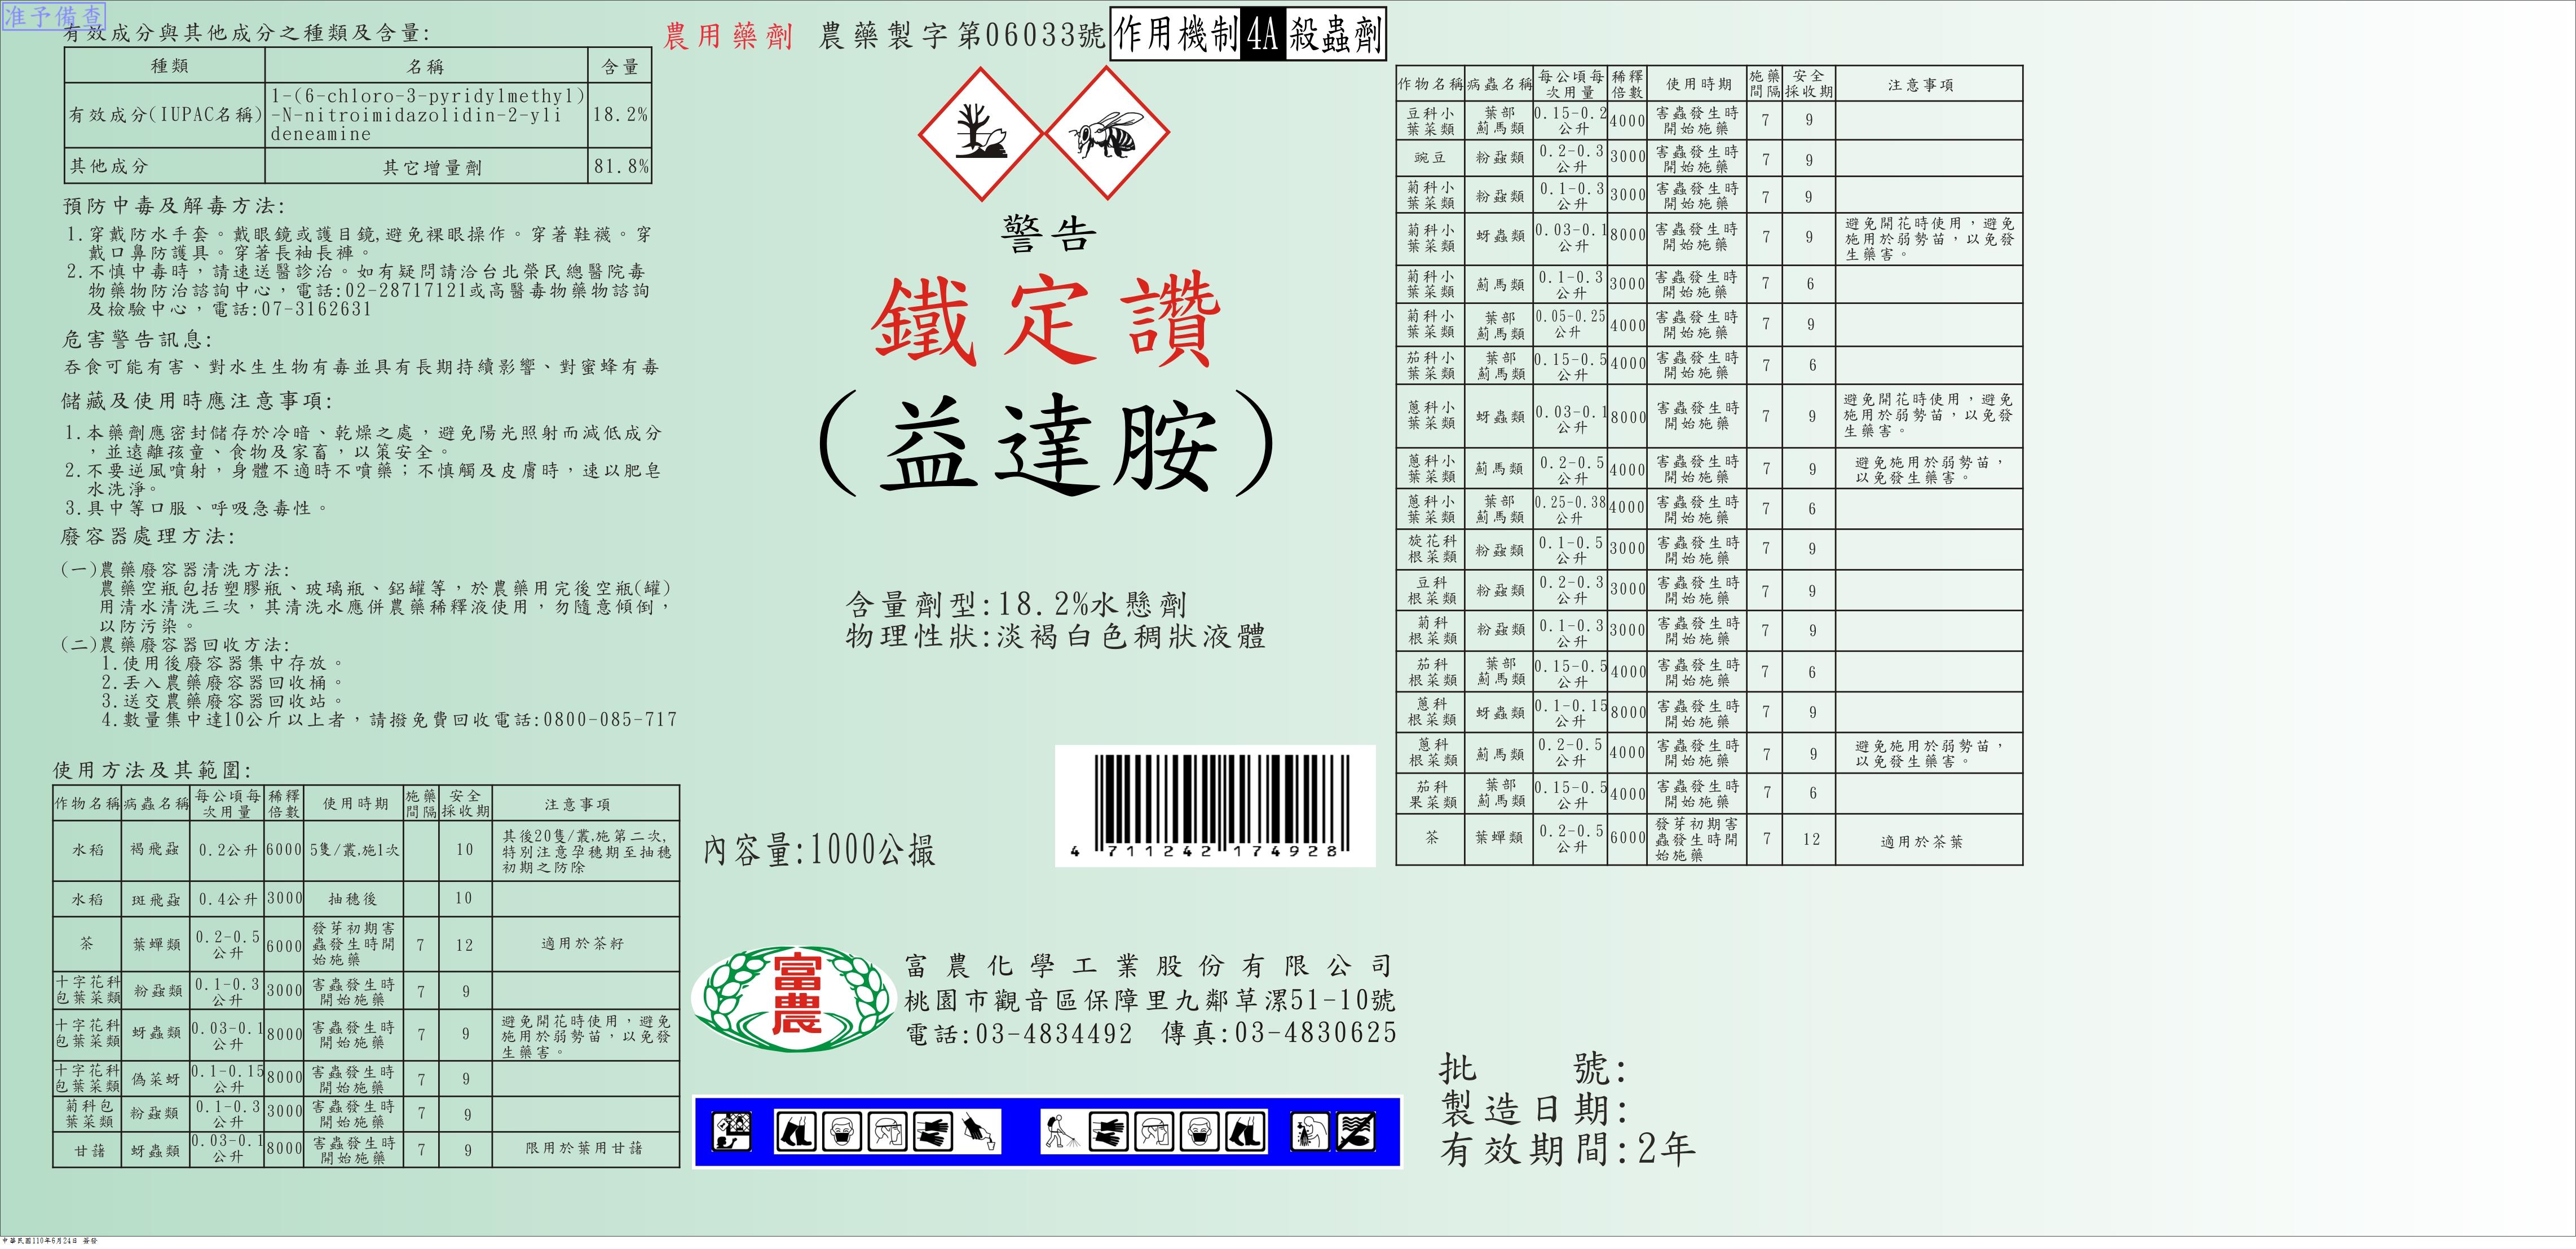 准予備查
有效成分與其他成分之種類及含量:
種類 名稱 含量
有效成分(IUPAC名稱) 1-(6-chloro-3-pyridylmethyl)
-N-nitroimidazolidin-2-yli
deneamine 18.2%
其他成分 其它增量劑 81.8%
預防中毒及解毒方法:
1.穿戴防水手套。戴眼鏡或護目鏡,避免裸眼操作。穿著鞋襪。穿
戴口鼻防護具。穿著長袖長褲。
2.不慎中毒時，請速送醫診治。如有疑問請洽台北榮民總醫院毒
物藥物防治諮詢中心，電話:02-28717121或高醫毒物藥物諮詢
及檢驗中心，電話:07-3162631
危害警告訊息:
吞食可能有害、對水生生物有毒並具有長期持續影響、對蜜蜂有毒
儲藏及使用時應注意事項:
1.本藥劑應密封儲存於冷暗、乾燥之處，避免陽光照射而減低成分
，並遠離孩童、食物及家畜，以策安全。
2.不要逆風噴射，身體不適時不噴藥；不慎觸及皮膚時，速以肥皂
水洗淨。
3.具中等口服、呼吸急毒性。
廢容器處理方法:
(一)農藥廢容器清洗方法:
農藥空瓶包括塑膠瓶、玻璃瓶、鋁罐等，於農藥用完後空瓶(罐)
用清水清洗三次，其清洗水應併農藥稀釋液使用，勿隨意傾倒，
以防污染。
(二)農藥廢容器回收方法:
1.使用後廢容器集中存放。
2.丟入農藥廢容器回收桶。
3.送交農藥廢容器回收站。
4.數量集中達10公斤以上者，請撥免費回收電話:0800-085-717
使用方法及其範圍:
作物名稱 病蟲名稱 每公頃每次用量 稀釋倍數 使用時期 施藥間隔 安全採收期 注意事項
水稻 褐飛蝨 0.2公升 6000 5隻/叢,施1次 10 其後20隻/叢,施第二次,特別注意孕穗期至抽穗初期之防除
水稻 斑飛蝨 0.4公升 3000 抽穗後 10
茶 葉蟬類 0.2-0.5公升 6000 發芽初期害蟲發生時開始施藥 7 12 適用於茶籽
十字花科包葉菜類 粉蝨類 0.1-0.3公升 3000 害蟲發生時開始施藥 7 9
十字花科包葉菜類 蚜蟲類 0.03-0.1公升 8000 害蟲發生時開始施藥 7 9 避免開花時使用，避免施用於弱勢苗，以免發生藥害。
十字花科包葉菜類 偽菜蚜 0.1-0.15公升 8000 害蟲發生時開始施藥 7 9
菊科包葉菜類 粉蝨類 0.1-0.3公升 3000 害蟲發生時開始施藥 7 9
甘藷 蚜蟲類 0.03-0.1公升 8000 害蟲發生時開始施藥 7 9 限用於葉用甘藷
農用藥劑 農藥製字第06033號 作用機制 4A 殺蟲劑
警告
鐵定讚
(益達胺)
含量劑型:18.2%水懸劑
物理性狀:淡褐白色稠狀液體
內容量:1000公撮
4 711242 174928
富農
富農化學工業股份有限公司
桃園市觀音區保障里九鄰草漯51-10號
電話:03-4834492 傳真:03-4830625
作物名稱 病蟲名稱 每公頃每次用量 稀釋倍數 使用時期 施藥間隔 安全採收期 注意事項
豆科小葉菜類 葉部薊馬類 0.15-0.2公升 4000 害蟲發生時開始施藥 7 9
豌豆 粉蝨類 0.2-0.3公升 3000 害蟲發生時開始施藥 7 9
菊科小葉菜類 粉蝨類 0.1-0.3公升 3000 害蟲發生時開始施藥 7 9
菊科小葉菜類 蚜蟲類 0.03-0.1公升 8000 害蟲發生時開始施藥 7 9 避免開花時使用，避免施用於弱勢苗，以免發生藥害。
菊科小葉菜類 薊馬類 0.1-0.3公升 3000 害蟲發生時開始施藥 7 6
菊科小葉菜類 葉部薊馬類 0.05-0.25公升 4000 害蟲發生時開始施藥 7 9
茄科小葉菜類 葉部薊馬類 0.15-0.5公升 4000 害蟲發生時開始施藥 7 6
蔥科小葉菜類 蚜蟲類 0.03-0.1公升 8000 害蟲發生時開始施藥 7 9 避免開花時使用，避免施用於弱勢苗，以免發生藥害。
蔥科小葉菜類 薊馬類 0.2-0.5公升 4000 害蟲發生時開始施藥 7 9 避免施用於弱勢苗，以免發生藥害。
蔥科小葉菜類 葉部薊馬類 0.25-0.38公升 4000 害蟲發生時開始施藥 7 6
旋花科根菜類 粉蝨類 0.1-0.5公升 3000 害蟲發生時開始施藥 7 9
豆科根菜類 粉蝨類 0.2-0.3公升 3000 害蟲發生時開始施藥 7 9
菊科根菜類 粉蝨類 0.1-0.3公升 3000 害蟲發生時開始施藥 7 9
茄科根菜類 葉部薊馬類 0.15-0.5公升 4000 害蟲發生時開始施藥 7 6
蔥科根菜類 蚜蟲類 0.1-0.15公升 8000 害蟲發生時開始施藥 7 9
蔥科根菜類 薊馬類 0.2-0.5公升 4000 害蟲發生時開始施藥 7 9 避免施用於弱勢苗，以免發生藥害。
茄科果菜類 葉部薊馬類 0.15-0.5公升 4000 害蟲發生時開始施藥 7 6
茶 葉蟬類 0.2-0.5公升 6000 發芽初期害蟲發生時開始施藥 7 12 適用於茶葉
批號:
製造日期:
有效期間:2年
中華民國110年6月24日 簽發